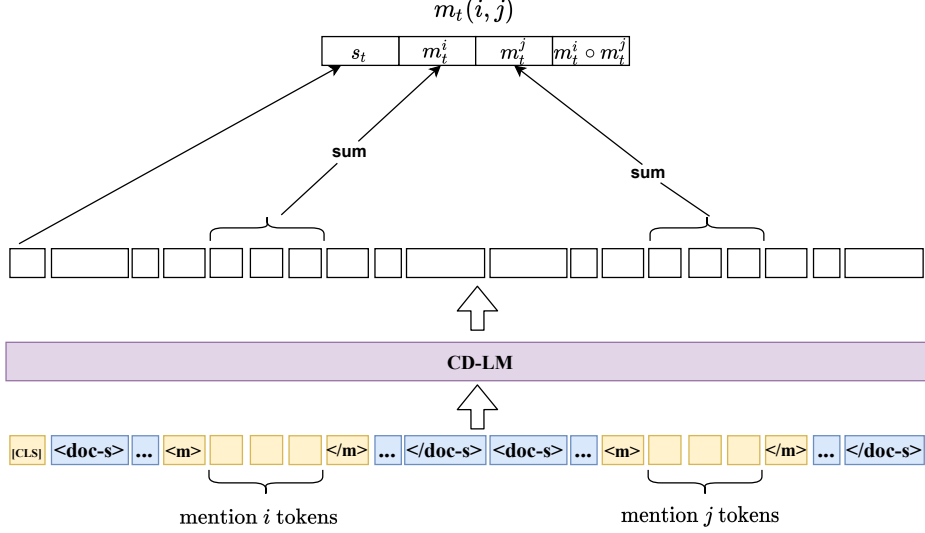 m_t(i, j)
s_t m_t^i m_t^j m_t^i ∘ m_t^j
sum
sum
CD-LM
[CLS] <doc-s> ... <m> </m> ... </doc-s> <doc-s> ... <m> </m> ... </doc-s>
mention i tokens mention j tokens